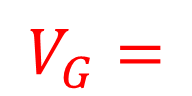 V_G =